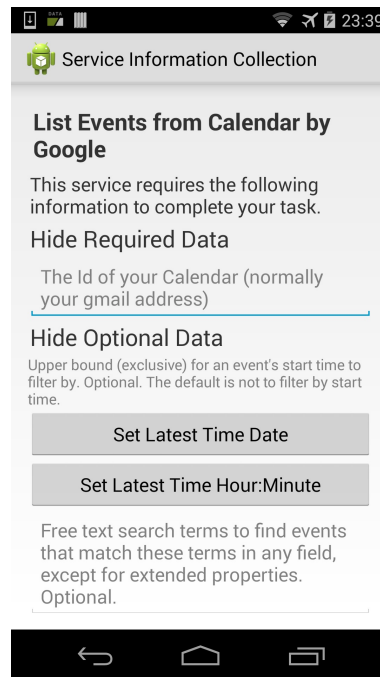 DATA
23:39
Service Information Collection
List Events from Calendar by
Google
This service requires the following
information to complete your task.
Hide Required Data
The Id of your Calendar (normally
your gmail address)
Hide Optional Data
Upper bound (exclusive) for an event's start time to
filter by. Optional. The default is not to filter by start
time.
Set Latest Time Date
Set Latest Time Hour:Minute
Free text search terms to find events
that match these terms in any field,
except for extended properties.
Optional.